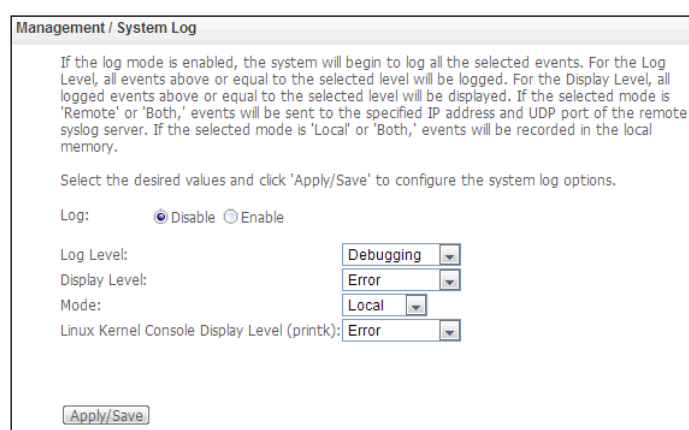 Management / System Log
If the log mode is enabled, the system will begin to log all the selected events. For the Log
Level, all events above or equal to the selected level will be logged. For the Display Level, all
logged events above or equal to the selected level will be displayed. If the selected mode is
'Remote' or 'Both,' events will be sent to the specified IP address and UDP port of the remote
syslog server. If the selected mode is 'Local' or 'Both,' events will be recorded in the local
memory.
Select the desired values and click 'Apply/Save' to configure the system log options.
Log: Disable Enable
Log Level: Debugging
Display Level: Error
Mode: Local
Linux Kernel Console Display Level (printk): Error
Apply/Save